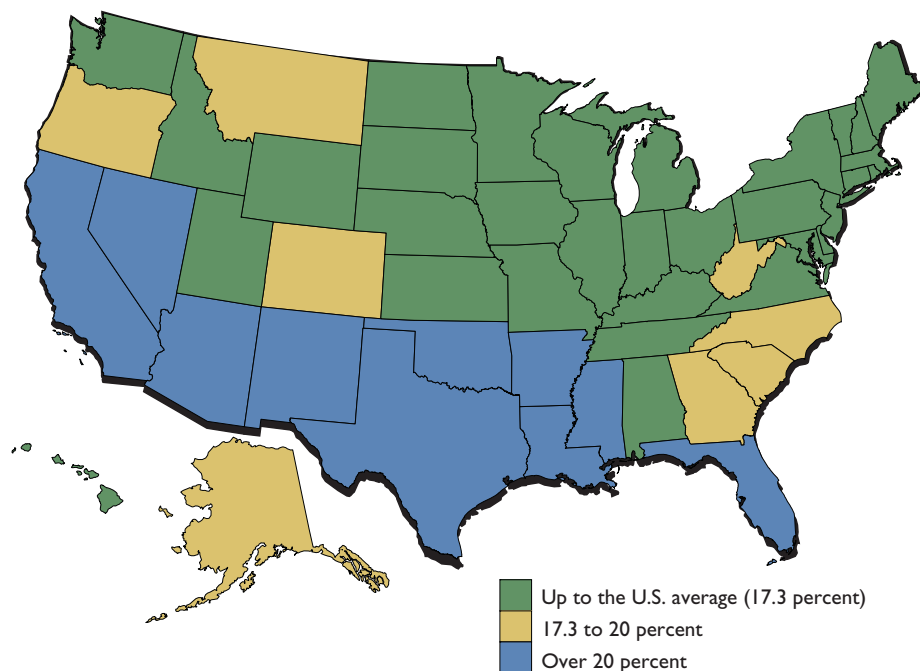 Up to the U.S. average (17.3 percent)
17.3 to 20 percent
Over 20 percent